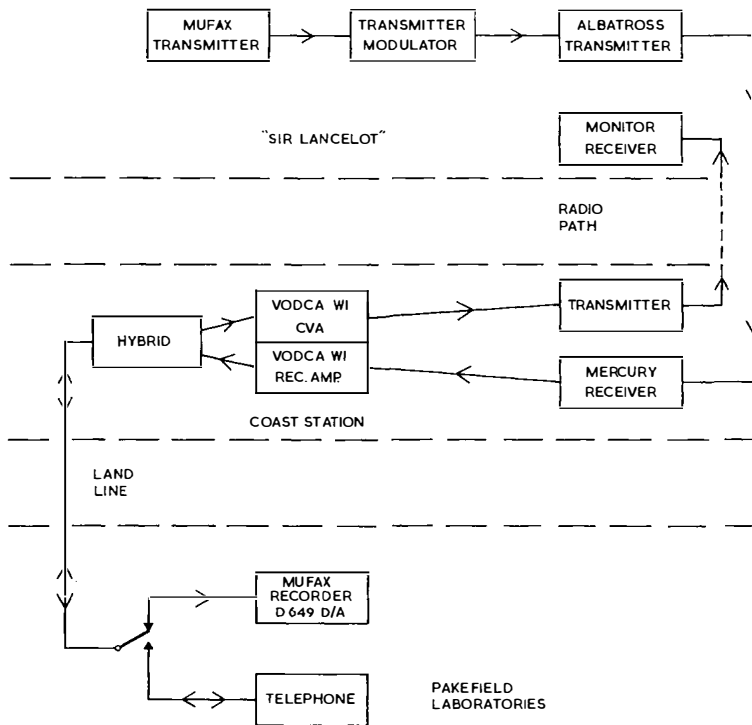 MUFAX
TRANSMITTER
TRANSMITTER
MODULATOR
ALBATROSS
TRANSMITTER
"SIR LANCELOT"
MONITOR
RECEIVER
RADIO
PATH
HYBRID
VODCA WI
CVA
VODCA WI
REC. AMP.
TRANSMITTER
MERCURY
RECEIVER
COAST STATION
LAND
LINE
MUFAX
RECORDER
D 649 D/A
TELEPHONE
PAKEFIELD
LABORATORIES